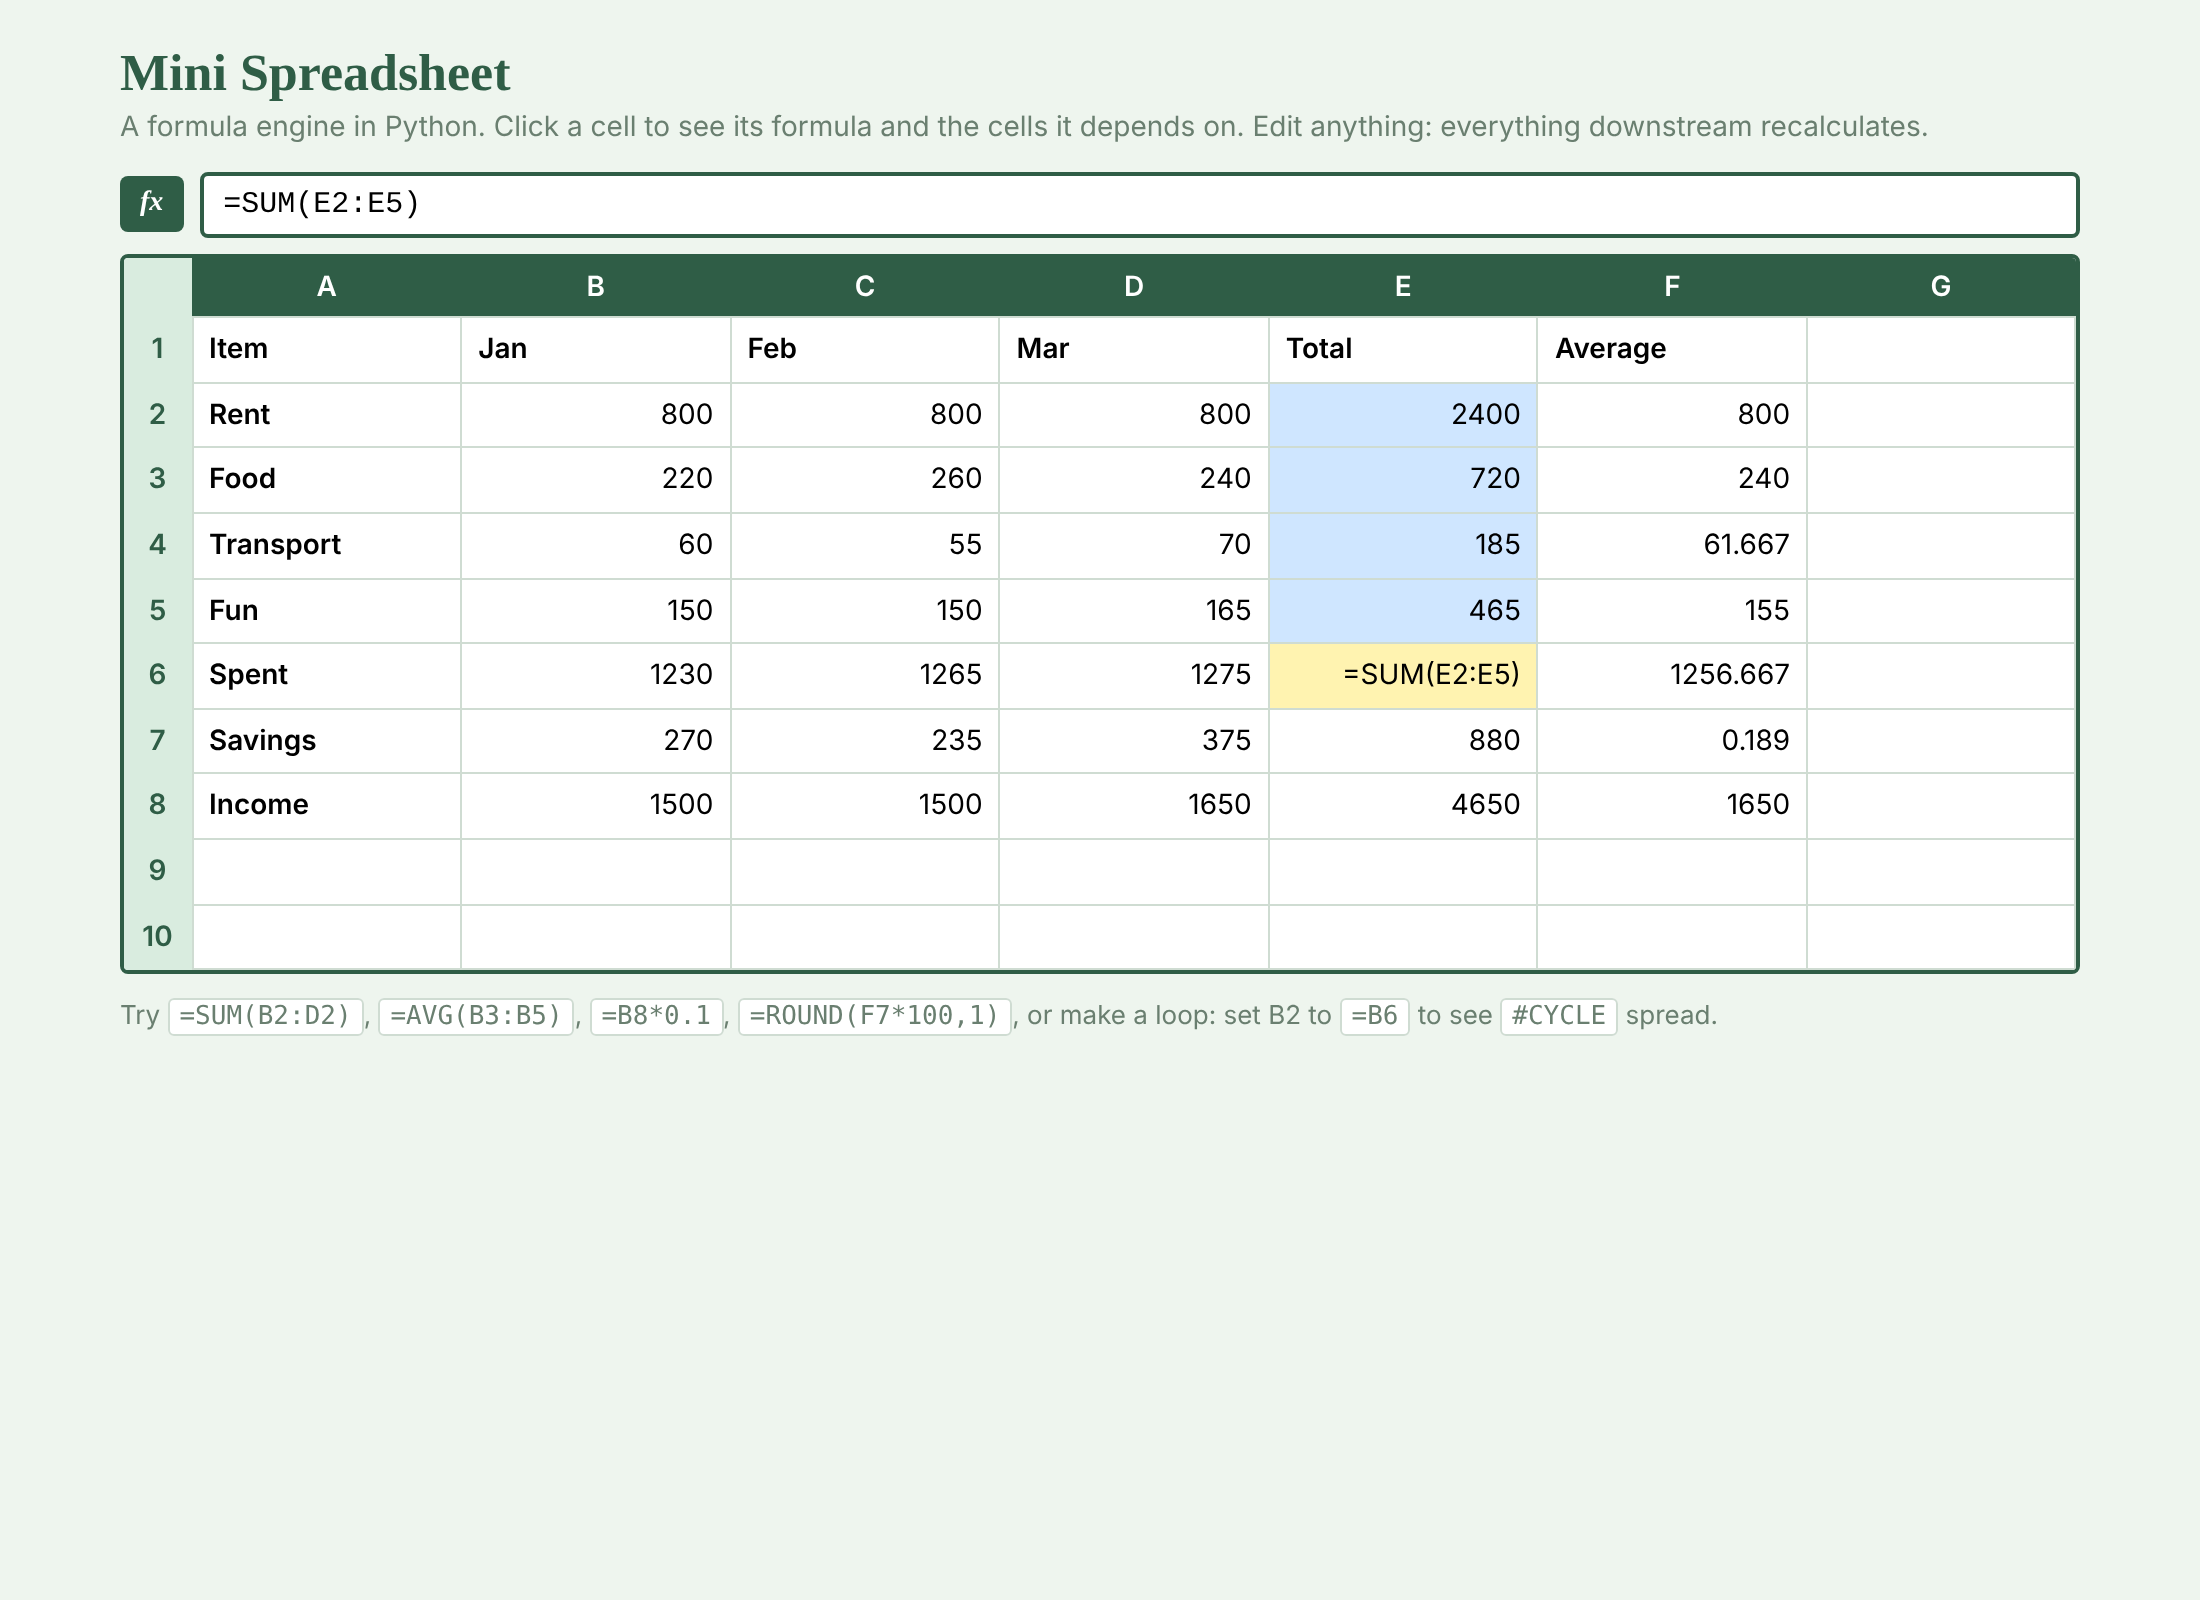 Mini Spreadsheet
A formula engine in Python. Click a cell to see its formula and the cells it depends on. Edit anything: everything downstream recalculates.
fx =SUM(E2:E5)
A B C D E F G
1 Item Jan Feb Mar Total Average
2 Rent 800 800 800 2400 800
3 Food 220 260 240 720 240
4 Transport 60 55 70 185 61.667
5 Fun 150 150 165 465 155
6 Spent 1230 1265 1275 =SUM(E2:E5) 1256.667
7 Savings 270 235 375 880 0.189
8 Income 1500 1500 1650 4650 1650
9
10
Try =SUM(B2:D2), =AVG(B3:B5), =B8*0.1, =ROUND(F7*100,1), or make a loop: set B2 to =B6 to see #CYCLE spread.